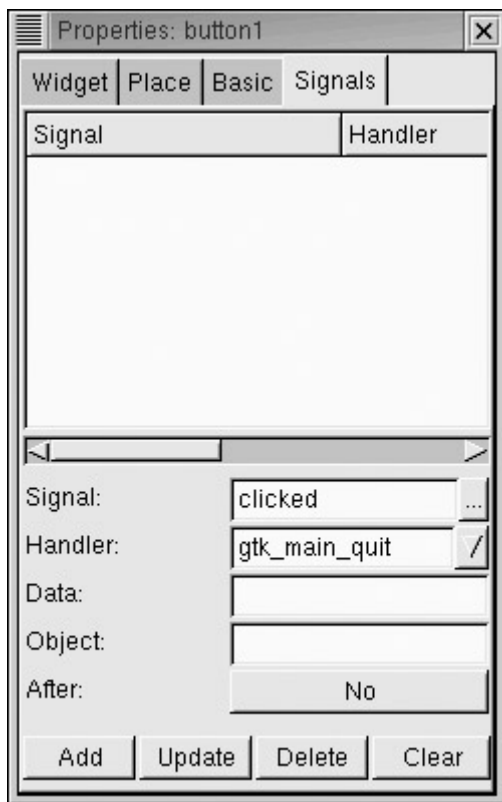 Properties: button1
Widget Place Basic Signals
Signal Handler
Signal: clicked ...
Handler: gtk_main_quit
Data:
Object:
After: No
Add Update Delete Clear